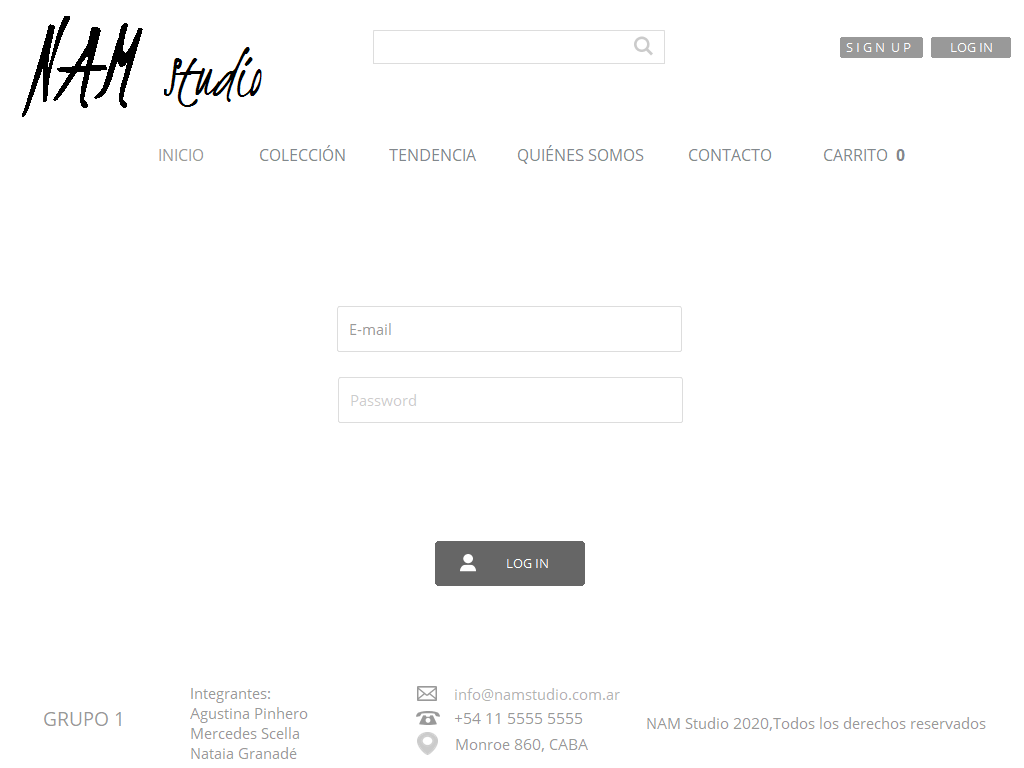 NAM Studio
SIGN UP
LOG IN
INICIO
COLECCIÓN
TENDENCIA
QUIÉNES SOMOS
CONTACTO
CARRITO 0
E-mail
Password
LOG IN
GRUPO 1
Integrantes:
Agustina Pinhero
Mercedes Scella
Nataia Granadé
info@namstudio.com.ar
+54 11 5555 5555
Monroe 860, CABA
NAM Studio 2020,Todos los derechos reservados